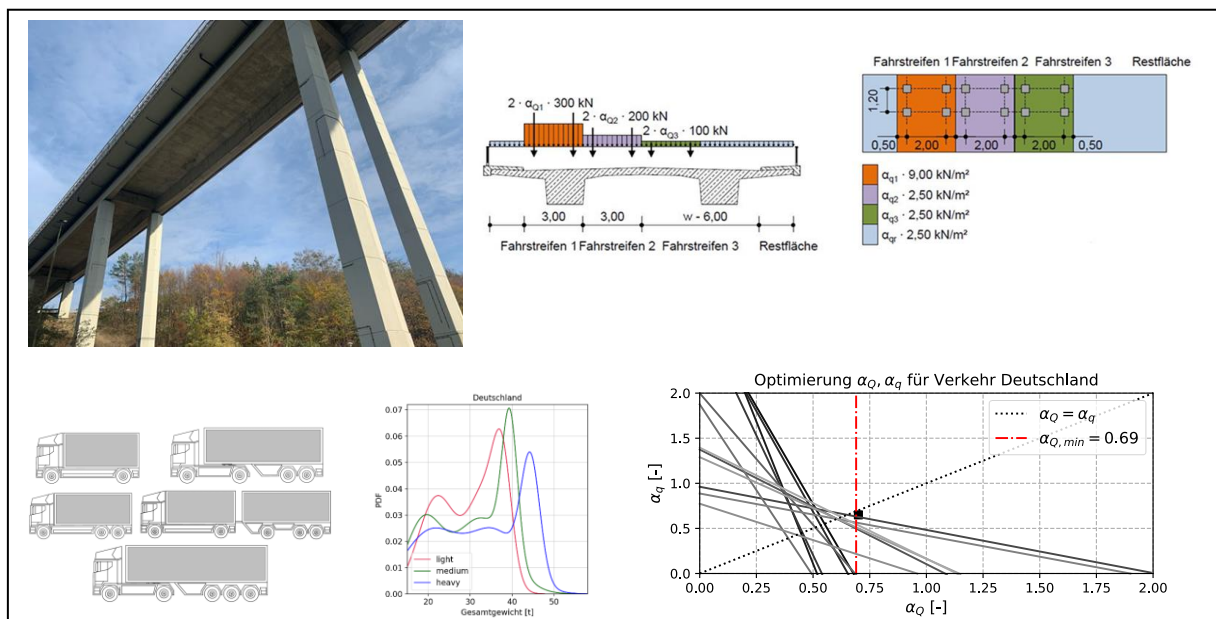 2 · αQ1 · 300 kN
2 · αQ2 · 200 kN
2 · αQ3 · 100 kN
3,00 3,00 w - 6,00
Fahrstreifen 1 Fahrstreifen 2 Fahrstreifen 3 Restfläche
Fahrstreifen 1 Fahrstreifen 2 Fahrstreifen 3 Restfläche
1,20
0,50 2,00 2,00 2,00 0,50
αq1 · 9,00 kN/m²
αq2 · 2,50 kN/m²
αq3 · 2,50 kN/m²
αqr · 2,50 kN/m²
Deutschland
0.07
0.06
0.05
0.04
0.03
0.02
0.01
0.00
PDF
light
medium
heavy
20 30 40 50
Gesamtgewicht [t]
Optimierung αQ, αq für Verkehr Deutschland
2.0
1.5
1.0
0.5
0.0
αq [-]
αQ = αq
αQ, min = 0.69
0.00 0.25 0.50 0.75 1.00 1.25 1.50 1.75 2.00
αQ [-]